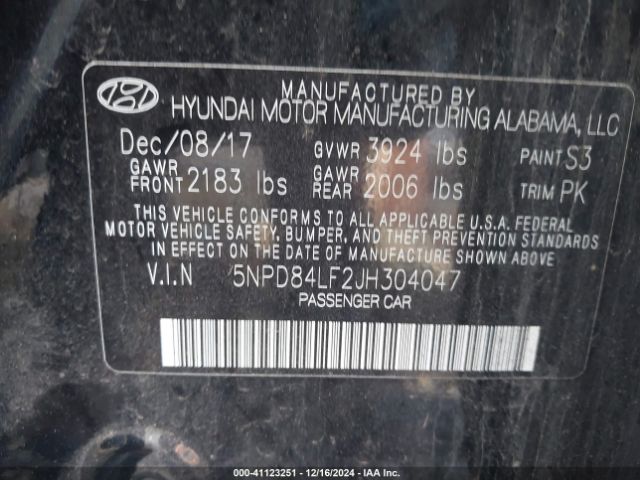 MANUFACTURED BY
HYUNDAI MOTOR MANUFACTURING ALABAMA, LLC
Dec/08/17 GVWR 3924 lbs PAINT S3
GAWR FRONT 2183 lbs GAWR REAR 2006 lbs TRIM PK
THIS VEHICLE CONFORMS TO ALL APPLICABLE U.S.A. FEDERAL
MOTOR VEHICLE SAFETY, BUMPER, AND THEFT PREVENTION STANDARDS
IN EFFECT ON THE DATE OF MANUFACTURE SHOWN ABOVE.
V.I.N 5NPD84LF2JH304047
PASSENGER CAR
000-41123251 - 12/16/2024 - IAA Inc.